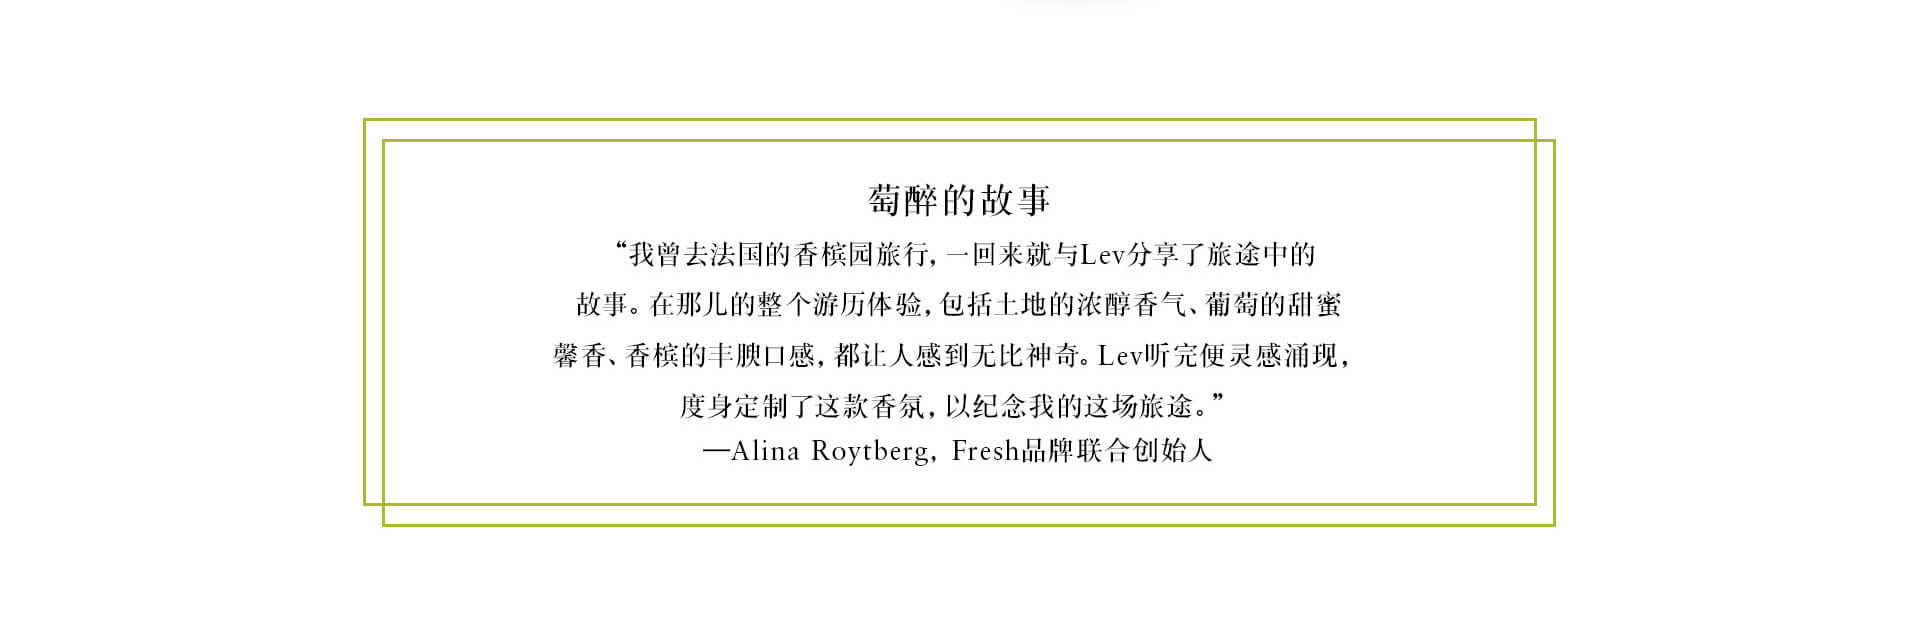 萄醉的故事
“我曾去法国的香槟园旅行，一回来就与Lev分享了旅途中的
故事。在那儿的整个游历体验，包括土地的浓醇香气、葡萄的甜蜜
馨香、香槟的丰腴口感，都让人感到无比神奇。Lev听完便灵感涌现，
度身定制了这款香氛，以纪念我的这场旅途。”
—Alina Roytberg，Fresh品牌联合创始人